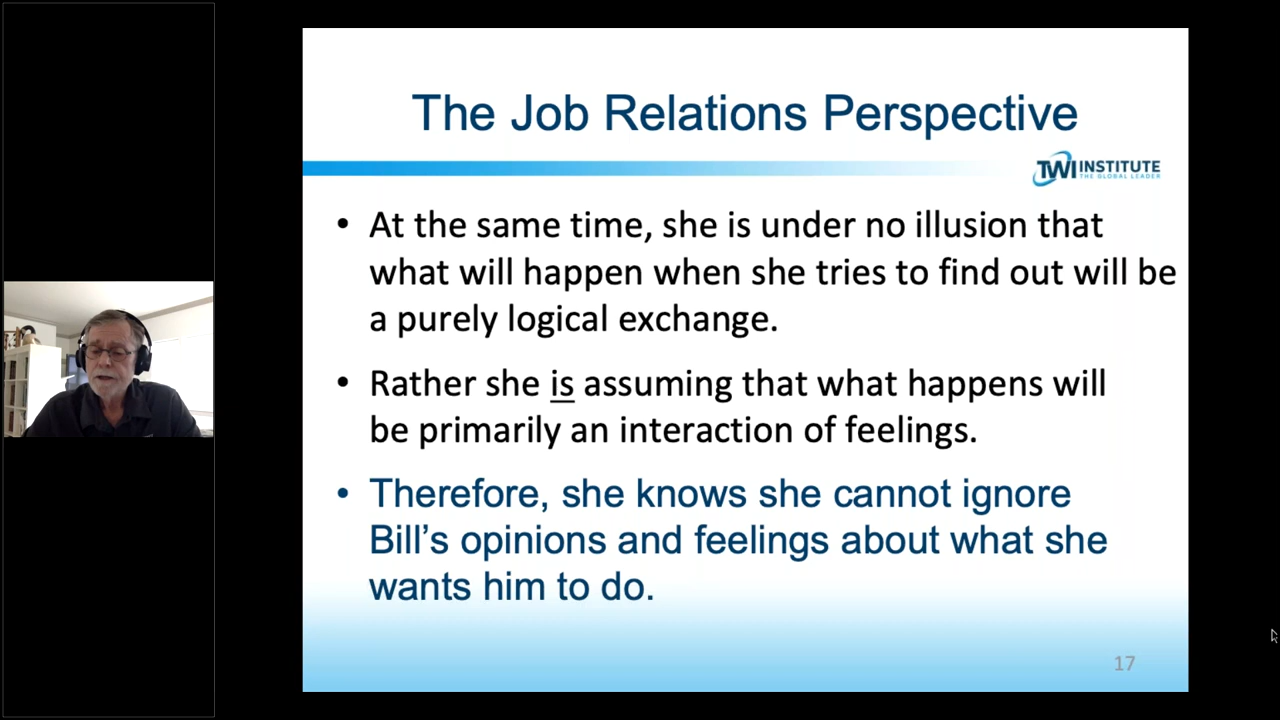 The Job Relations Perspective
TWI INSTITUTE
THE GLOBAL LEADER
• At the same time, she is under no illusion that
what will happen when she tries to find out will be
a purely logical exchange.
• Rather she is assuming that what happens will
be primarily an interaction of feelings.
• Therefore, she knows she cannot ignore
Bill’s opinions and feelings about what she
wants him to do.
17